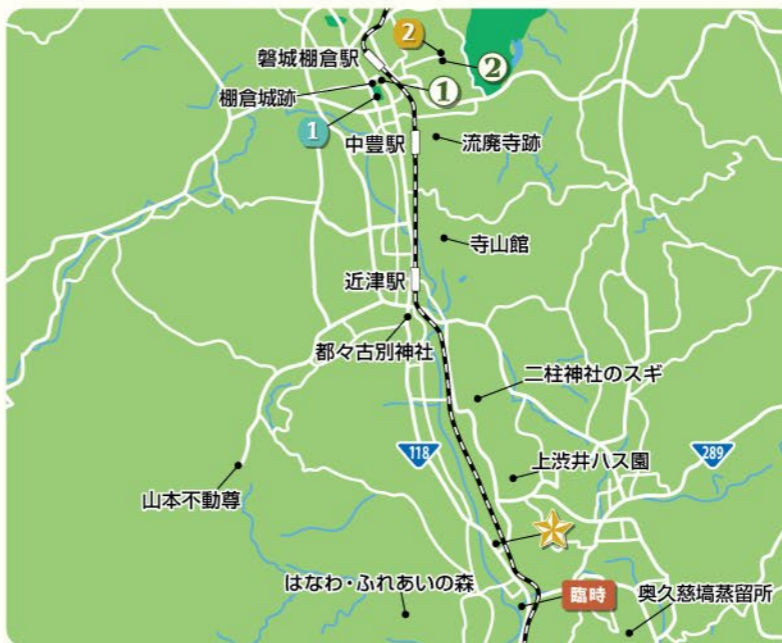 2
磐城棚倉駅
2
棚倉城跡
1
1
中豊駅
流廃寺跡
寺山館
近津駅
都々古別神社
二柱神社のスギ
118
289
上渋井ハス園
山本不動尊
はなわ・ふれあいの森
臨時
奥久慈塙蒸留所